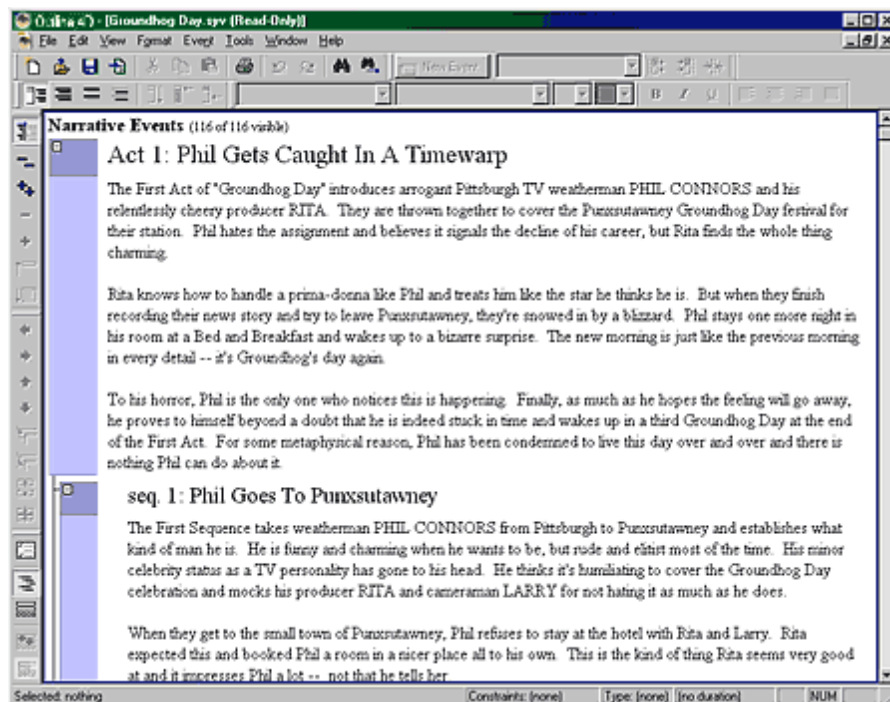 Outline 4D - [Groundhog Day.syv (Read-Only)]
File Edit View Format Event Tools Window Help
New Event
B I U
Narrative Events (116 of 116 visible)
Act 1: Phil Gets Caught In A Timewarp
The First Act of "Groundhog Day" introduces arrogant Pittsburgh TV weatherman PHIL CONNORS and his
relentlessly cheery producer RITA. They are thrown together to cover the Punxsutawney Groundhog Day festival for
their station. Phil hates the assignment and believes it signals the decline of his career, but Rita finds the whole thing
charming.
Rita knows how to handle a prima-donna like Phil and treats him like the star he thinks he is. But when they finish
recording their news story and try to leave Punxsutawney, they're snowed in by a blizzard. Phil stays one more night in
his room at a Bed and Breakfast and wakes up to a bizarre surprise. The new morning is just like the previous morning
in every detail -- it's Groundhog's day again.
To his horror, Phil is the only one who notices this is happening. Finally, as much as he hopes the feeling will go away,
he proves to himself beyond a doubt that he is indeed stuck in time and wakes up in a third Groundhog Day at the end
of the First Act. For some metaphysical reason, Phil has been condemned to live this day over and over and there is
nothing Phil can do about it.
seq. 1: Phil Goes To Punxsutawney
The First Sequence takes weatherman PHIL CONNORS from Pittsburgh to Punxsutawney and establishes what
kind of man he is. He is funny and charming when he wants to be, but rude and elitist most of the time. His minor
celebrity status as a TV personality has gone to his head. He thinks it's humiliating to cover the Groundhog Day
celebration and mocks his producer RITA and cameraman LARRY for not hating it as much as he does.
When they get to the small town of Punxsutawney, Phil refuses to stay at the hotel with Rita and Larry. Rita
expected this and booked Phil a room in a nicer place all to his own. This is the kind of thing Rita seems very good
at and it impresses Phil a lot -- not that he tells her
Selected: nothing Constraints: (none) Type: (none) (no duration) NUM